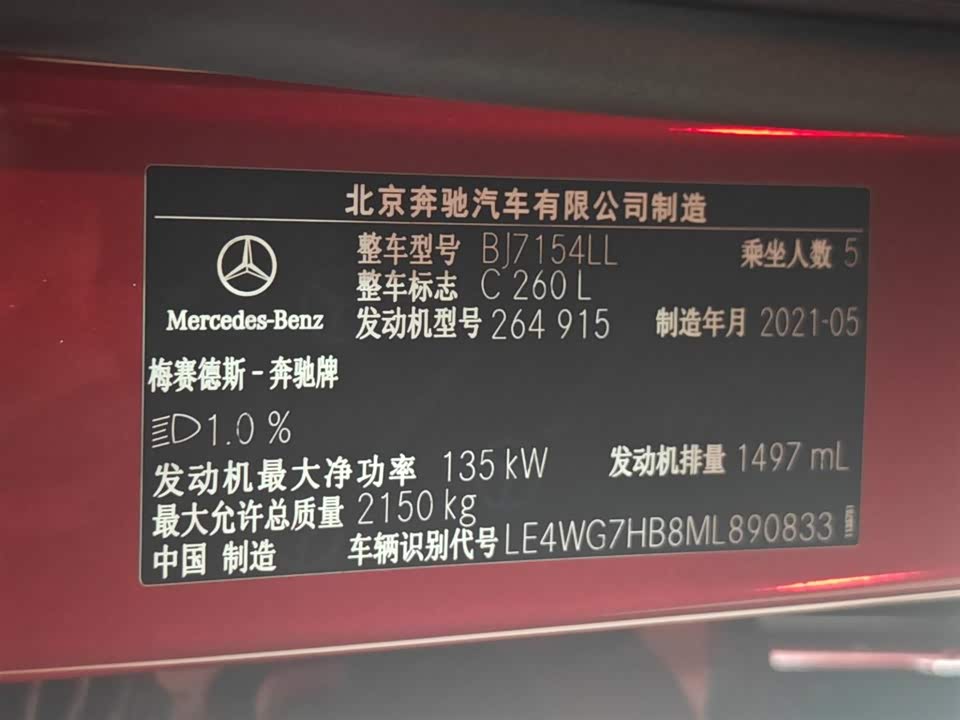 北京奔驰汽车有限公司制造
整车型号 BJ7154LL 乘坐人数 5
整车标志 C 260 L
Mercedes-Benz 发动机型号 264 915 制造年月 2021-05
梅赛德斯-奔驰牌
1.0 %
发动机最大净功率 135 kW 发动机排量 1497 mL
最大允许总质量 2150 kg
中国 制造 车辆识别代号 LE4WG7HB8ML890833